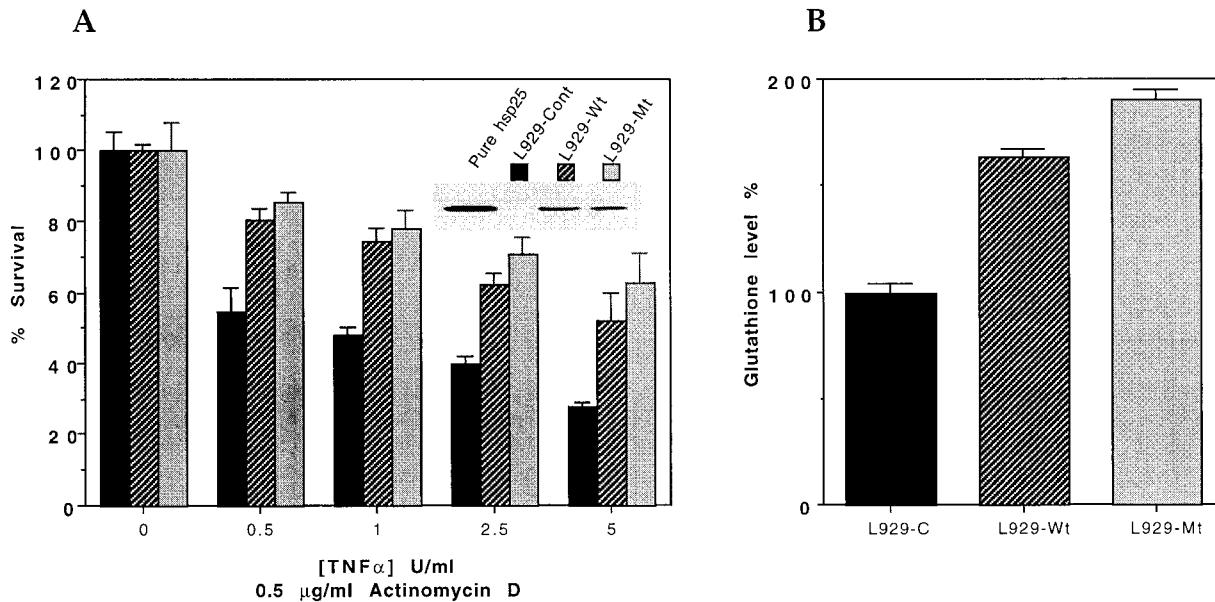 A
B
120
100
80
60
40
20
0
% Survival
Pure hsp25
L929-Cont
L929-Wt
L929-Mt
0 0.5 1 2.5 5
[TNFα] U/ml
0.5 μg/ml Actinomycin D
200
100
0
Glutathione level %
L929-C L929-Wt L929-Mt